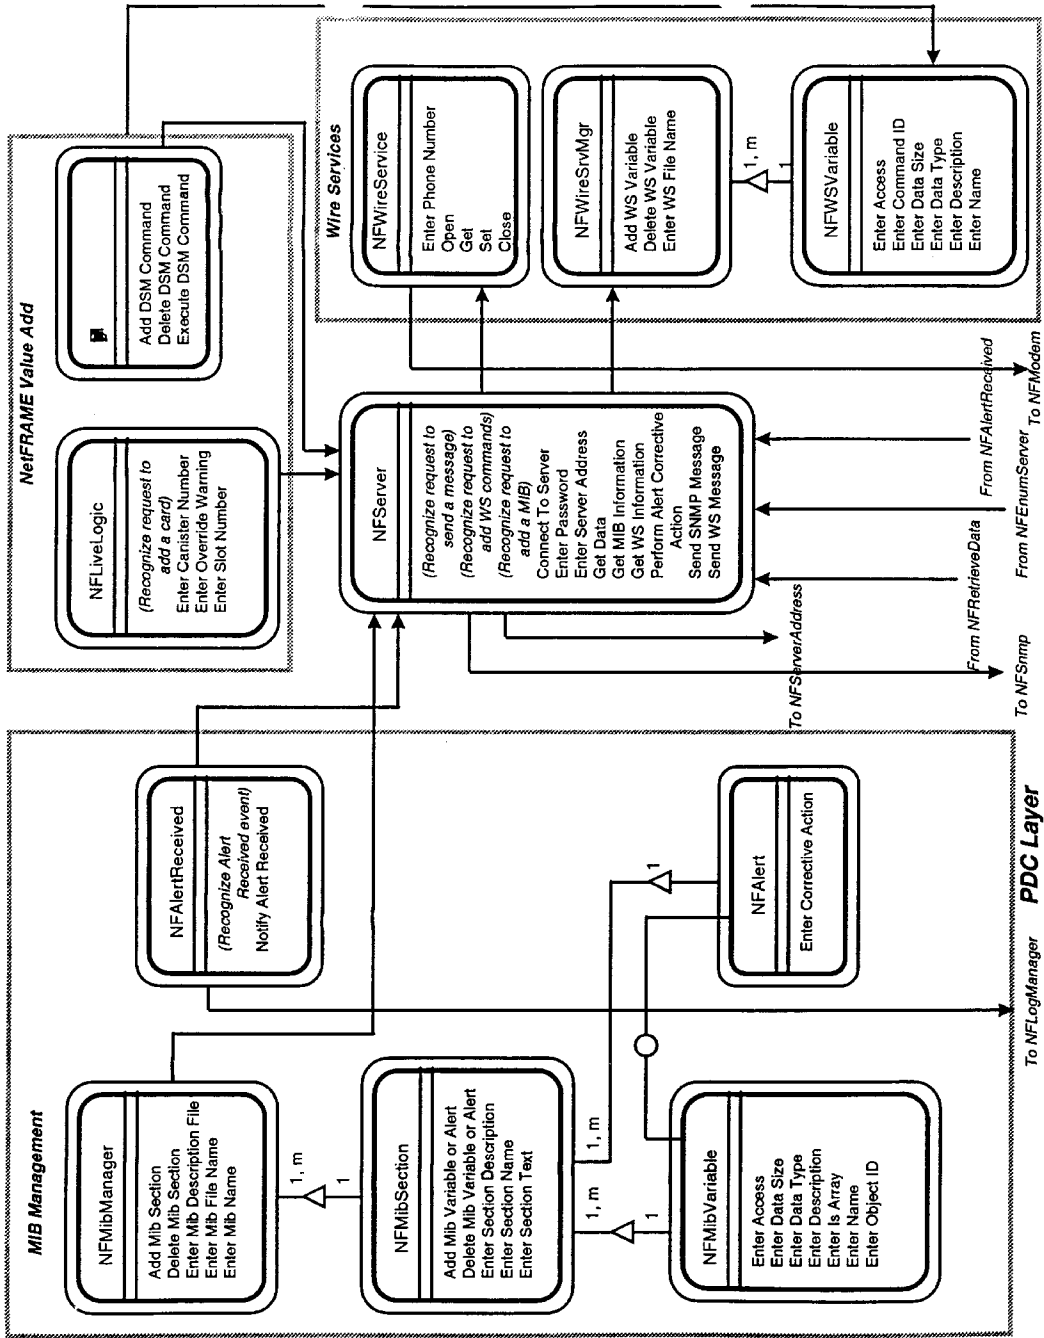 MIB Management
NFMibManager
Add Mib Section
Delete Mib Section
Enter Mib Description File
Enter Mib File Name
Enter Mib Name
1, m
1
NFMibSection
Add Mib Variable or Alert
Delete Mib Variable or Alert
Enter Section Description
Enter Section Name
Enter Section Text
1, m
1, m
1
NFMibVariable
Enter Access
Enter Data Size
Enter Data Type
Enter Description
Enter Is Array
Enter Name
Enter Object ID
NFAlertReceived
(Recognize Alert
Received event)
Notify Alert Received
1
NFAlert
Enter Corrective Action
To NFLogManager
PDC Layer
NetFRAME Value Add
NFLiveLogic
(Recognize request to
add a card)
Enter Canister Number
Enter Override Warning
Enter Slot Number
Add DSM Command
Delete DSM Command
Execute DSM Command
NFServer
(Recognize request to
send a message)
(Recognize request to
add WS commands)
(Recognize request to
add a MIB)
Connect To Server
Enter Password
Enter Server Address
Get Data
Get MIB Information
Get WS Information
Perform Alert Corrective
Action
Send SNMP Message
Send WS Message
To NFServerAddress
To NFSnmp
From NFRetrieveData
From NFEnumServer
From NFAlertReceived
To NFModem
Wire Services
NFWireService
Enter Phone Number
Open
Get
Set
Close
NFWireSrvMgr
Add WS Variable
Delete WS Variable
Enter WS File Name
1, m
1
NFWSVariable
Enter Access
Enter Command ID
Enter Data Size
Enter Data Type
Enter Description
Enter Name